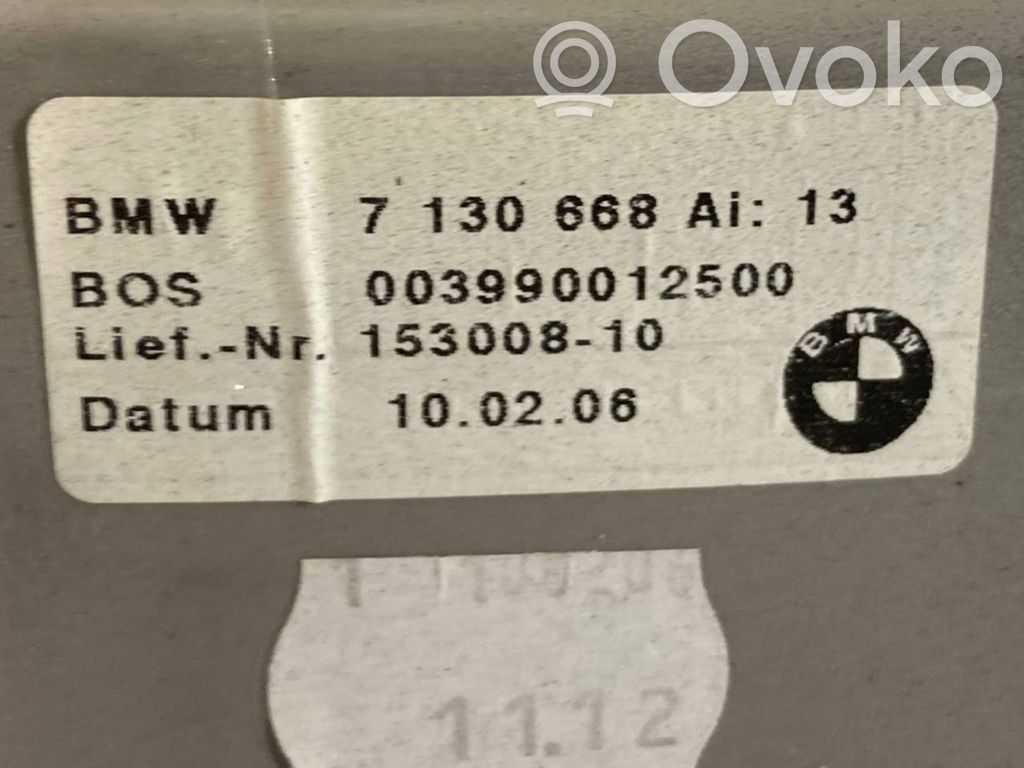 Ovoko
BMW 7 130 668 Ai: 13
BOS 003990012500
Lief.-Nr. 153008-10
BMW
Datum 10.02.06
11.12